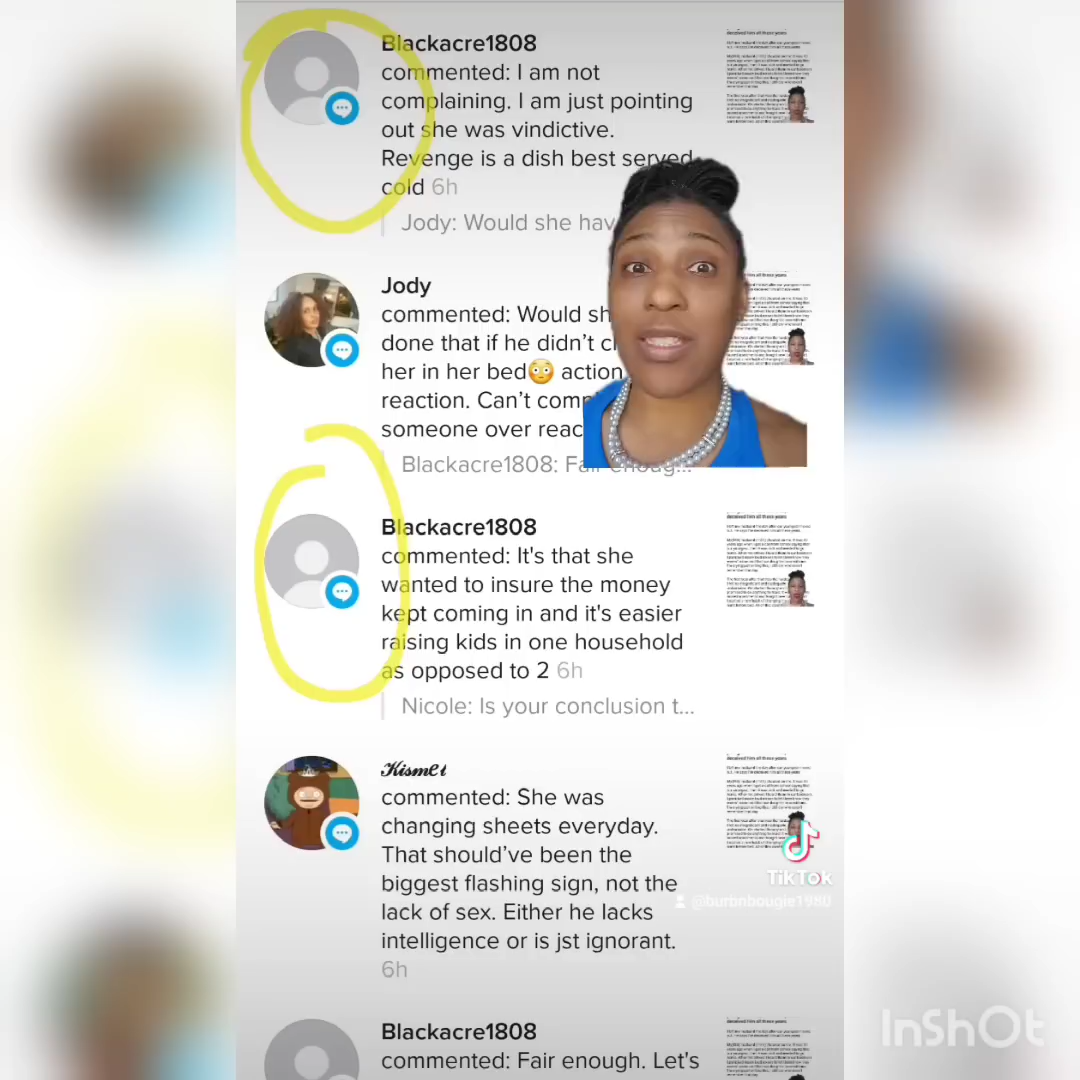 Blackacre1808
commented: I am not
complaining. I am just pointing
out she was vindictive.
Revenge is a dish best served
cold 6h
Jody: Would she hav
Jody
commented: Would sh
done that if he didn’t c
her in her bed😳 action
reaction. Can’t com
someone over reac
Blackacre1808: Fair enoug...
Blackacre1808
commented: It's that she
wanted to insure the money
kept coming in and it's easier
raising kids in one household
as opposed to 2 6h
Nicole: Is your conclusion t...
Kismet
commented: She was
changing sheets everyday.
That should’ve been the
biggest flashing sign, not the
lack of sex. Either he lacks
intelligence or is jst ignorant.
6h
TikTok
@burbnbougie1980
Blackacre1808
commented: Fair enough. Let's
InShOt